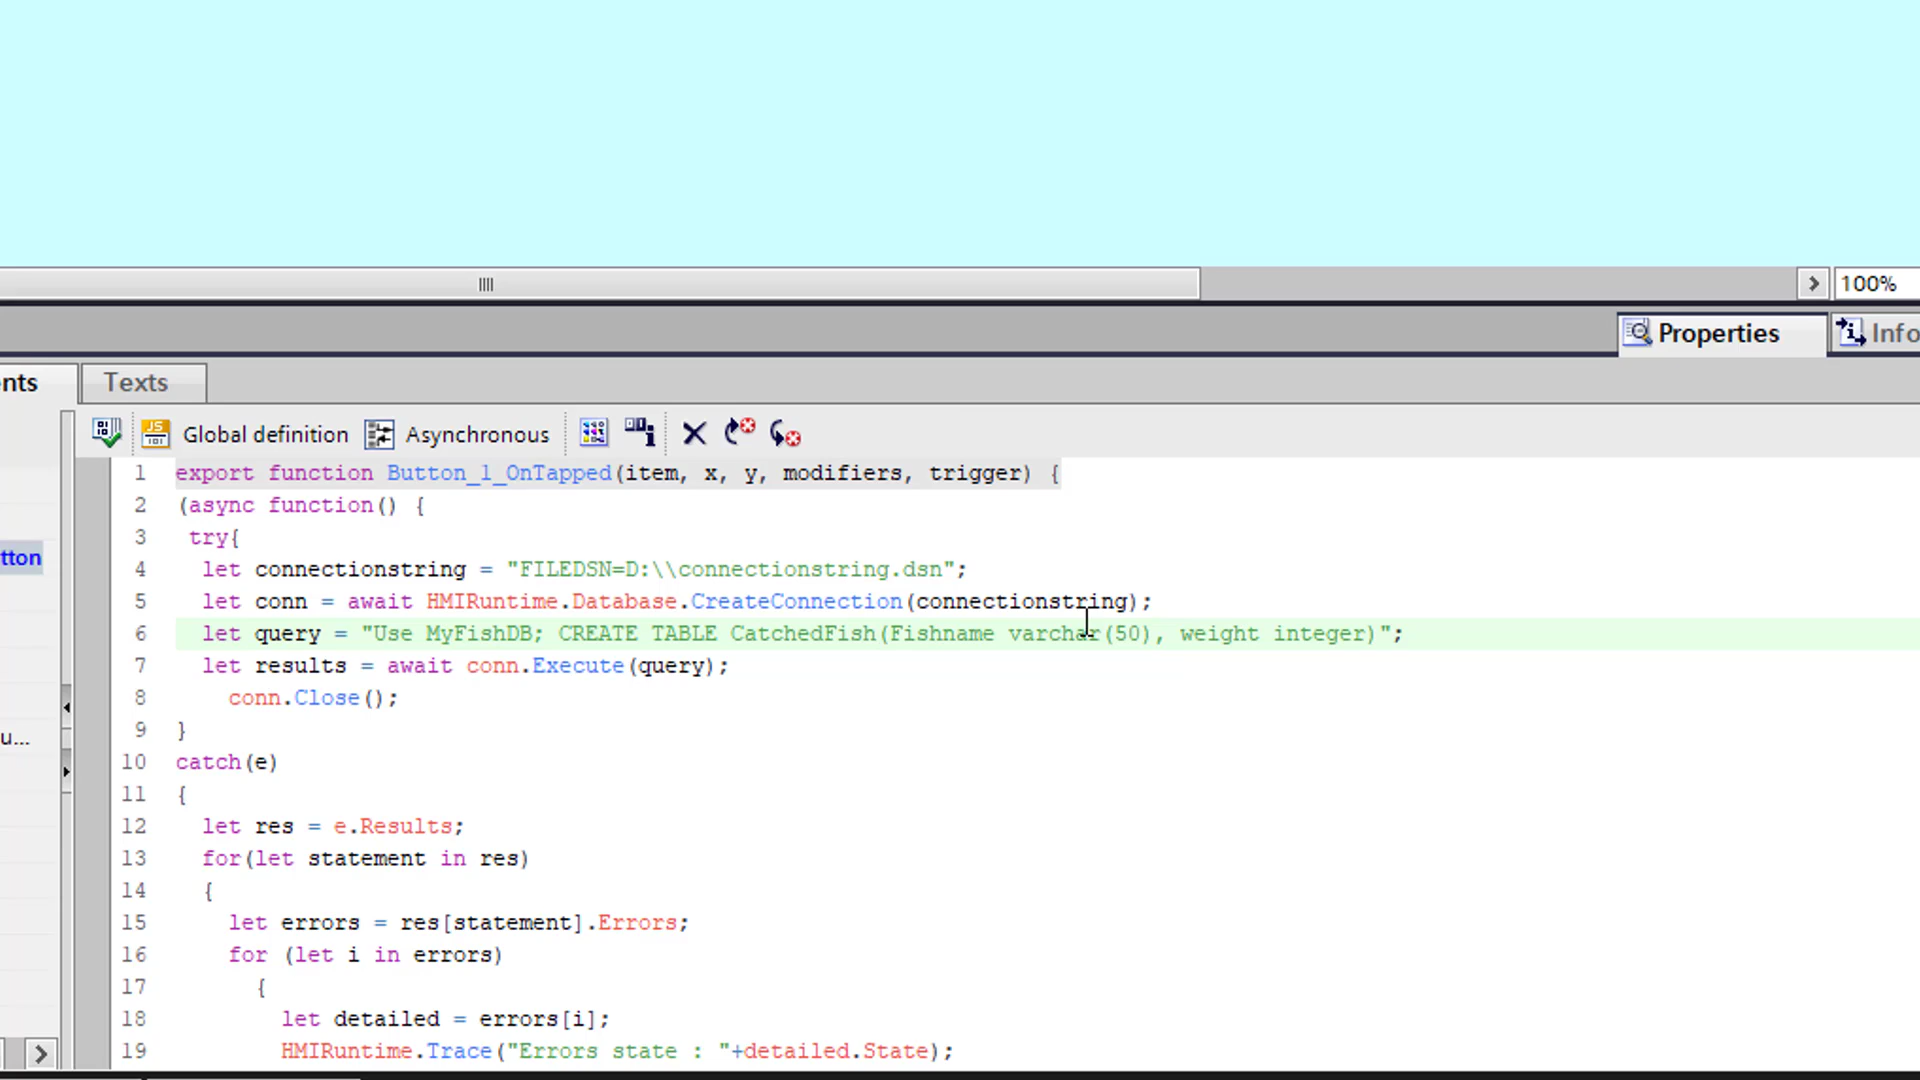 100%
Properties
Info
nts
Texts
JS
Global definition
Asynchronous
tton
u...
1 export function Button_1_OnTapped(item, x, y, modifiers, trigger) {
2 (async function() {
3 try{
4 let connectionstring = "FILEDSN=D:\\connectionstring.dsn";
5 let conn = await HMIRuntime.Database.CreateConnection(connectionstring);
6 let query = "Use MyFishDB; CREATE TABLE CatchedFish(Fishname varchar(50), weight integer)";
7 let results = await conn.Execute(query);
8 conn.Close();
9 }
10 catch(e)
11 {
12 let res = e.Results;
13 for(let statement in res)
14 {
15 let errors = res[statement].Errors;
16 for (let i in errors)
17 {
18 let detailed = errors[i];
19 HMIRuntime.Trace("Errors state : "+detailed.State);